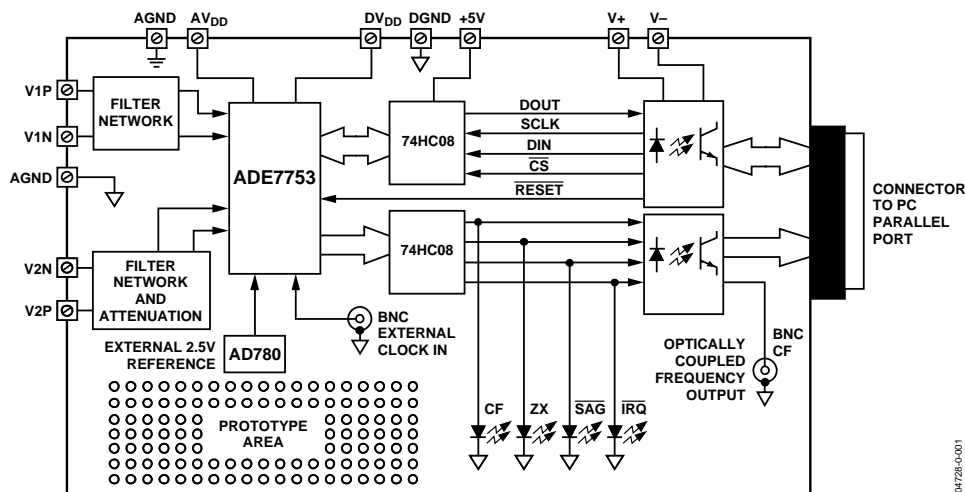 AGND AVDD DVDD DGND +5V V+ V–
V1P
V1N
FILTER
NETWORK
AGND
ADE7753
74HC08
DOUT
SCLK
DIN
CS
RESET
74HC08
CONNECTOR
TO PC
PARALLEL
PORT
V2N
V2P
FILTER
NETWORK
AND
ATTENUATION
EXTERNAL 2.5V
REFERENCE
AD780
BNC
EXTERNAL
CLOCK IN
OPTICALLY
COUPLED
FREQUENCY
OUTPUT
BNC
CF
PROTOTYPE
AREA
CF ZX SAG IRQ
04728-0-001